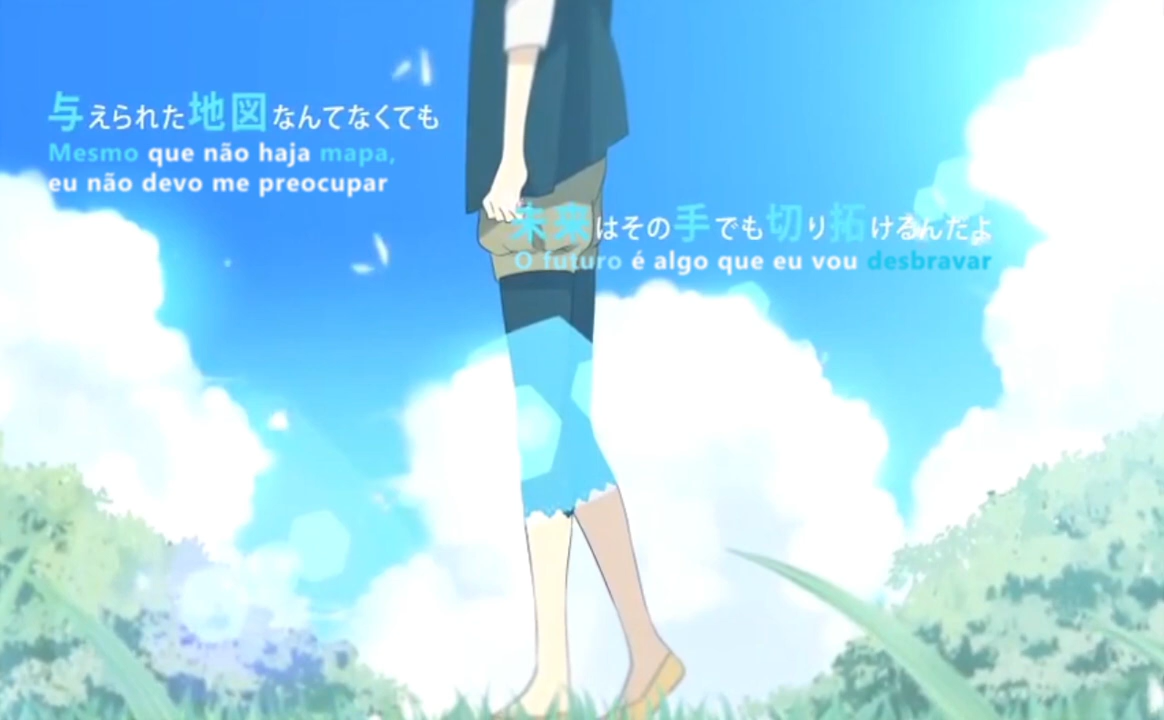 与えられた地図なんてなくても
Mesmo que não haja mapa,
eu não devo me preocupar
未来はその手でも切り拓けるんだよ
O futuro é algo que eu vou desbravar